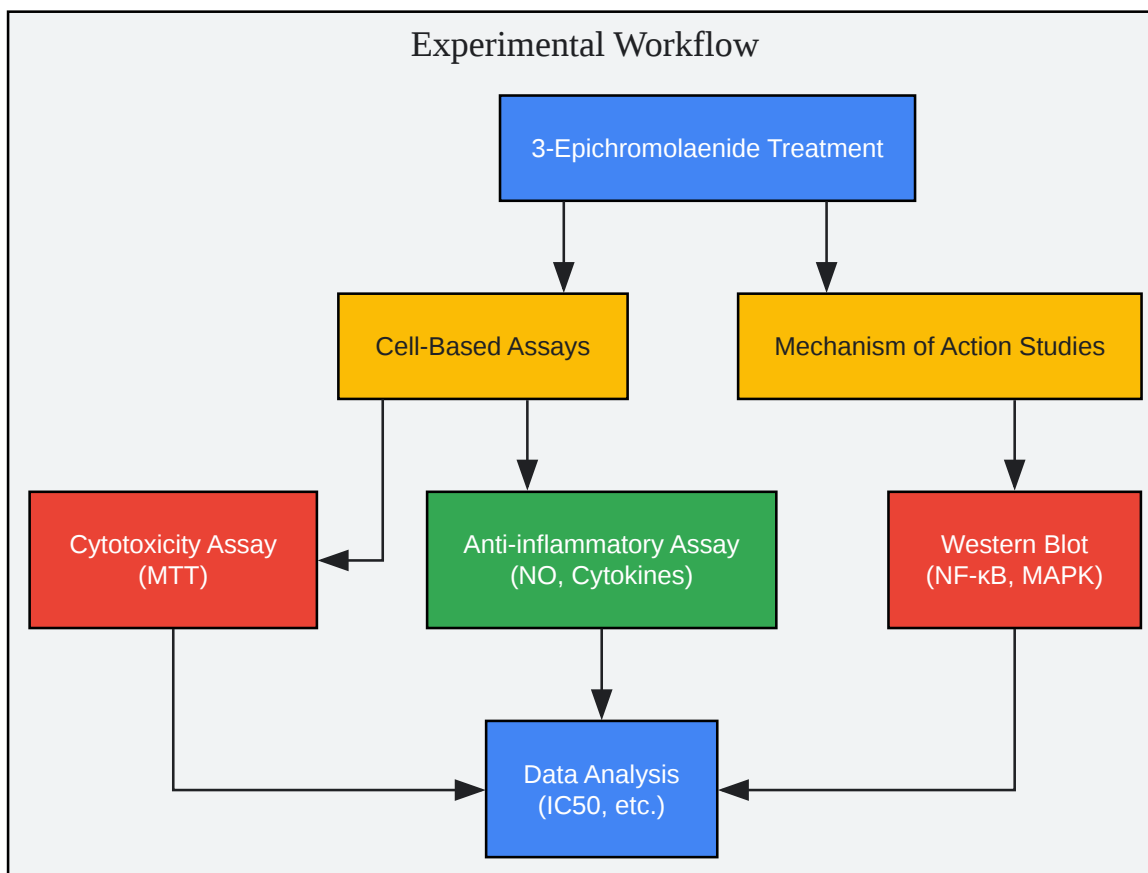 Experimental Workflow
3-Epichromolaenide Treatment
Cell-Based Assays
Mechanism of Action Studies
Cytotoxicity Assay
(MTT)
Anti-inflammatory Assay
(NO, Cytokines)
Western Blot
(NF-κB, MAPK)
Data Analysis
(IC50, etc.)